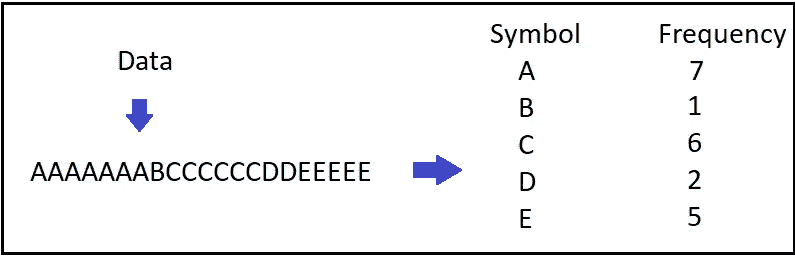 Data
AAAAAAABCCCCCCDDEEEEE
Symbol Frequency
A 7
B 1
C 6
D 2
E 5